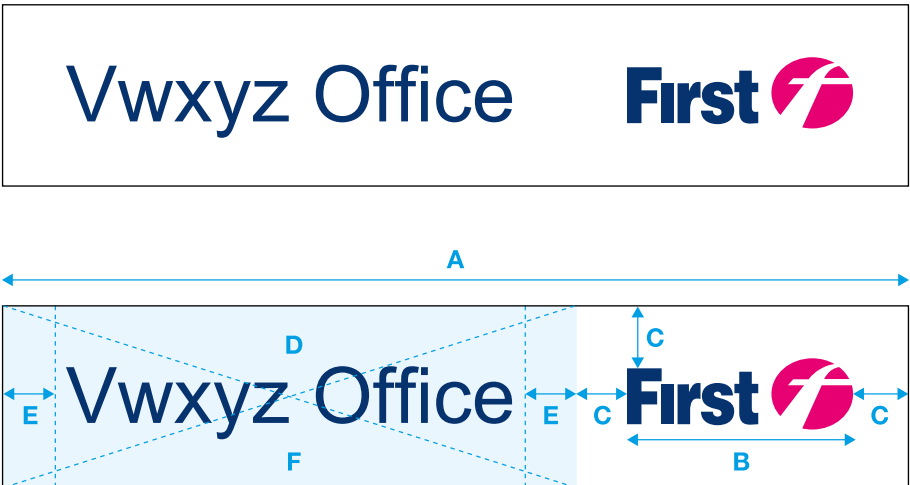 Vwxyz Office First f
A
D
C
Vwxyz Office First f
E E C C
F B